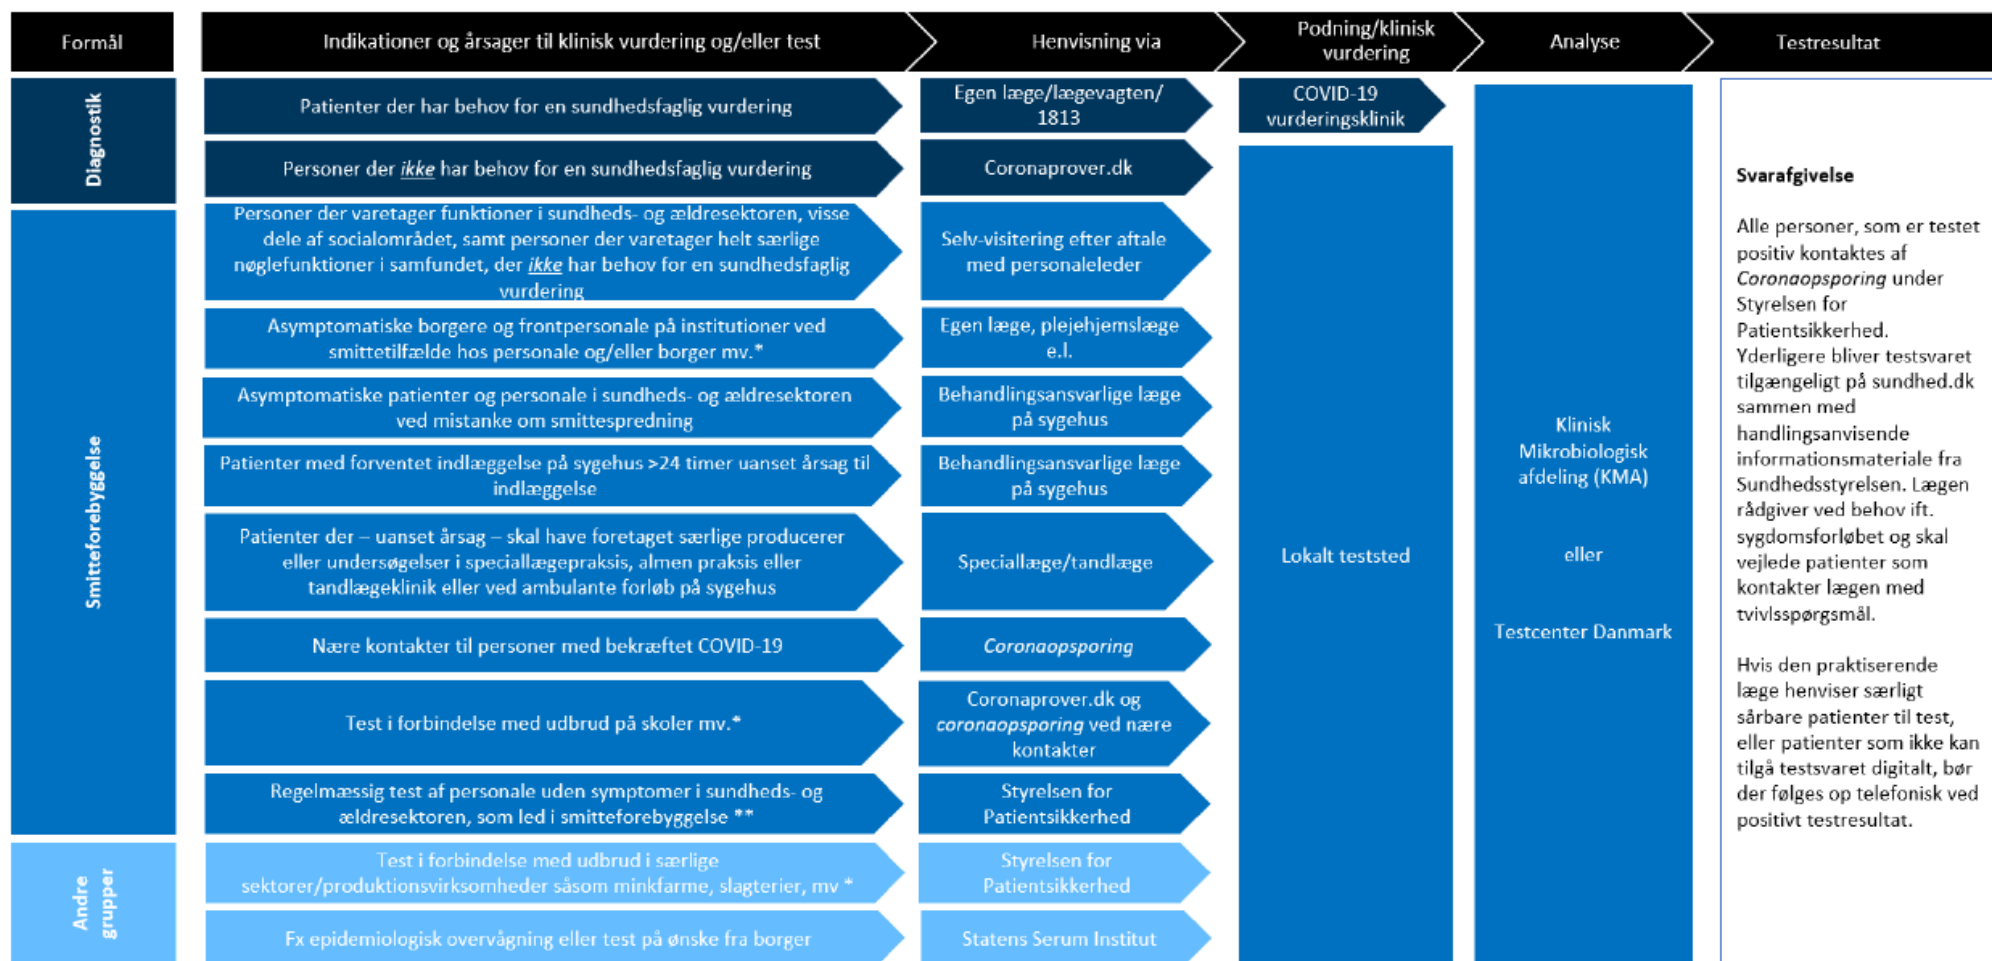 Formål
Indikationer og årsager til klinisk vurdering og/eller test
Henvisning via
Podning/klinisk
vurdering
Analyse
Testresultat
Diagnostik
Patienter der har behov for en sundhedsfaglig vurdering
Egen læge/lægevagten/
1813
COVID-19
vurderingsklinik
Personer der ikke har behov for en sundhedsfaglig vurdering
Coronaprover.dk
Smitteforebyggelse
Personer der varetager funktioner i sundheds- og ældresektoren, visse
dele af socialområdet, samt personer der varetager helt særlige
nøglefunktioner i samfundet, der ikke har behov for en sundhedsfaglig
vurdering
Selv-visitering efter aftale
med personaleleder
Asymptomatiske borgere og frontpersonale på institutioner ved
smittetilfælde hos personale og/eller borger mv.*
Egen læge, plejehjemslæge
e.l.
Asymptomatiske patienter og personale i sundheds- og ældresektoren
ved mistanke om smittespredning
Behandlingsansvarlige læge
på sygehus
Patienter med forventet indlæggelse på sygehus >24 timer uanset årsag til
indlæggelse
Behandlingsansvarlige læge
på sygehus
Patienter der – uanset årsag – skal have foretaget særlige producerer
eller undersøgelser i speciallægepraksis, almen praksis eller
tandlægeklinik eller ved ambulante forløb på sygehus
Speciallæge/tandlæge
Nære kontakter til personer med bekræftet COVID-19
Coronaopsporing
Test i forbindelse med udbrud på skoler mv.*
Coronaprover.dk og
coronaopsporing ved nære
kontakter
Regelmæssig test af personale uden symptomer i sundheds- og
ældresektoren, som led i smitteforebyggelse **
Styrelsen for
Patientsikkerhed
Andre
grupper
Test i forbindelse med udbrud i særlige
sektorer/produktionsvirksomheder såsom minkfarme, slagterier, mv *
Styrelsen for
Patientsikkerhed
Fx epidemiologisk overvågning eller test på ønske fra borger
Statens Serum Institut
Lokalt teststed
Klinisk
Mikrobiologisk
afdeling (KMA)
eller
Testcenter Danmark
Svarafgivelse
Alle personer, som er testet
positiv kontaktes af
Coronaopsporing under
Styrelsen for
Patientsikkerhed.
Yderligere bliver testsvaret
tilgængeligt på sundhed.dk
sammen med
handlingsanvisende
informationsmateriale fra
Sundhedsstyrelsen. Lægen
rådgiver ved behov ift.
sygdomsforløbet og skal
vejlede patienter som
kontakter lægen med
tvivlsspørgsmål.
Hvis den praktiserende
læge henviser særligt
sårbare patienter til test,
eller patienter som ikke kan
tilgå testsvaret digitalt, bør
der følges op telefonisk ved
positivt testresultat.